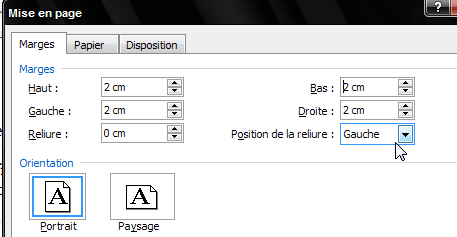 Mise en page
?
Marges Papier Disposition
Marges
Haut : 2 cm Bas : 2 cm
Gauche : 2 cm Droite : 2 cm
Reliure : 0 cm Position de la reliure : Gauche
Orientation
A A
Portrait Paysage